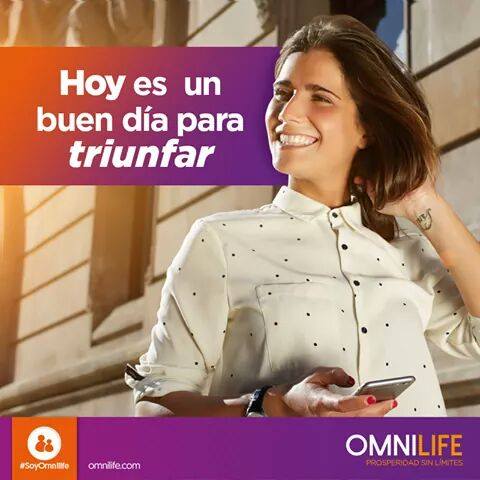 Hoy es un
buen día para
triunfar
#SoyOmnilife
omnilife.com
OMNILIFE
PROSPERIDAD SIN LÍMITES